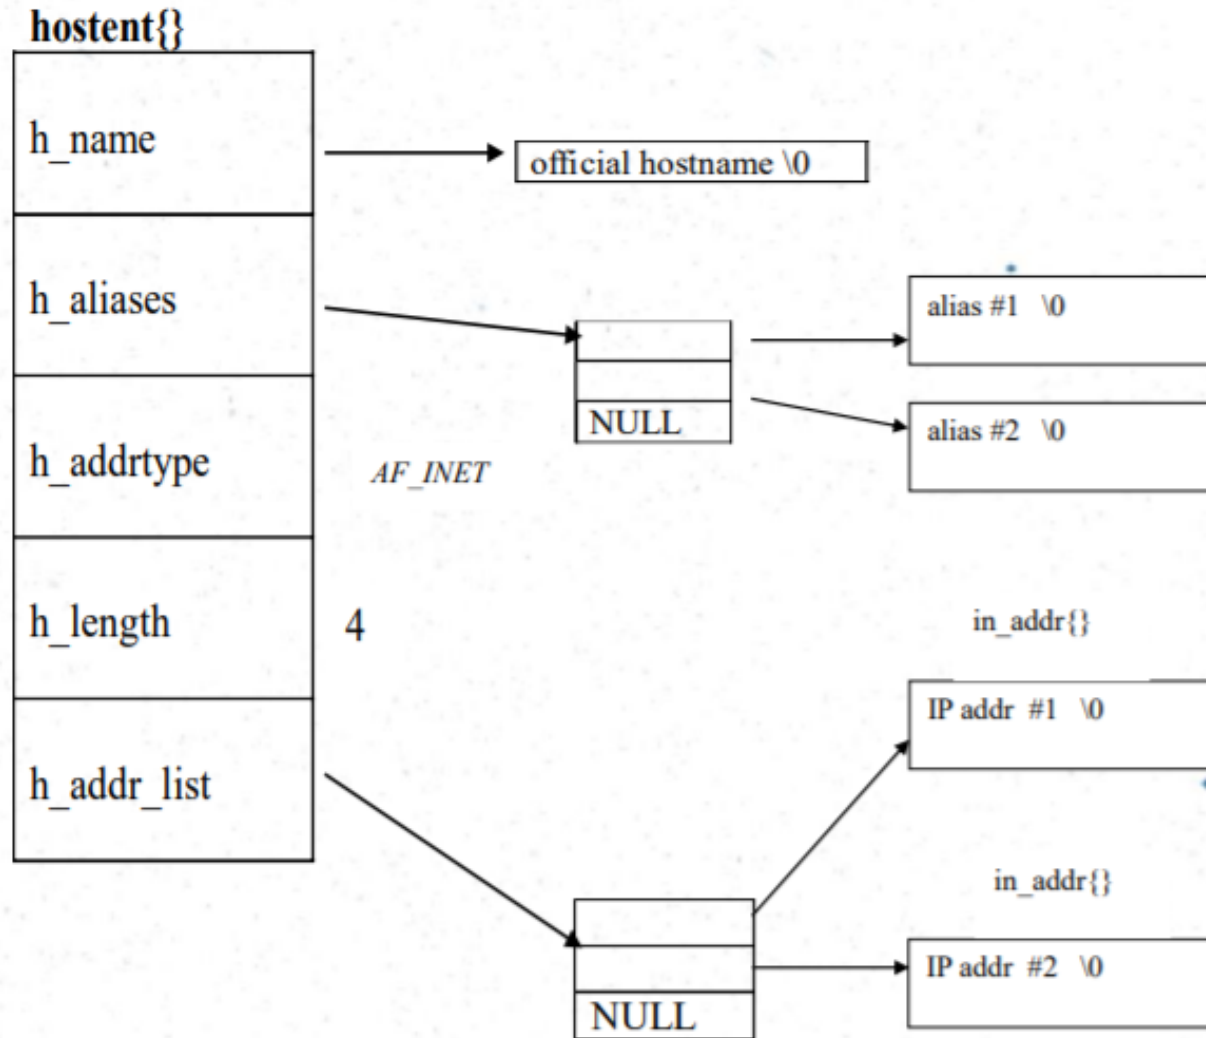 hostent{}
h_name
official hostname \0
h_aliases
alias #1 \0
NULL
alias #2 \0
h_addrtype
AF_INET
h_length
4
in_addr{}
IP addr #1 \0
h_addr_list
in_addr{}
IP addr #2 \0
NULL